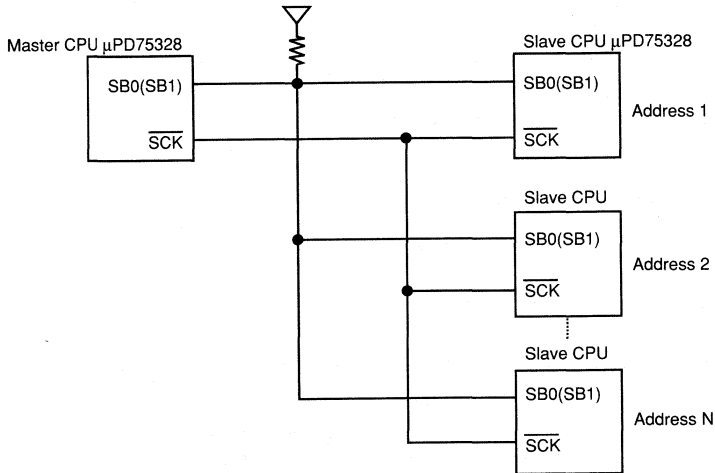 Master CPU μPD75328
SB0(SB1)
SCK
Slave CPU μPD75328
SB0(SB1)
SCK
Address 1
Slave CPU
SB0(SB1)
SCK
Address 2
Slave CPU
SB0(SB1)
SCK
Address N